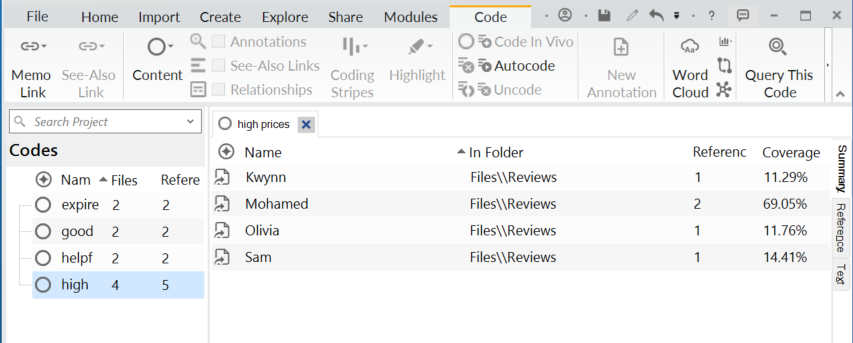 File Home Import Create Explore Share Modules Code ?
Annotations Code In Vivo
See-Also Links Autocode
Relationships Uncode
Memo See-Also Content Coding Highlight New Word Query This
Link Link Stripes Annotation Cloud Code
Search Project
high prices
Codes
Name In Folder Referenc Coverage
Nam Files Refere
Kwynn Files\\Reviews 1 11.29%
expire 2 2
Mohamed Files\\Reviews 2 69.05%
good 2 2
Olivia Files\\Reviews 1 11.76%
helpf 2 2
Sam Files\\Reviews 1 14.41%
high 4 5
Summary
Reference
Text